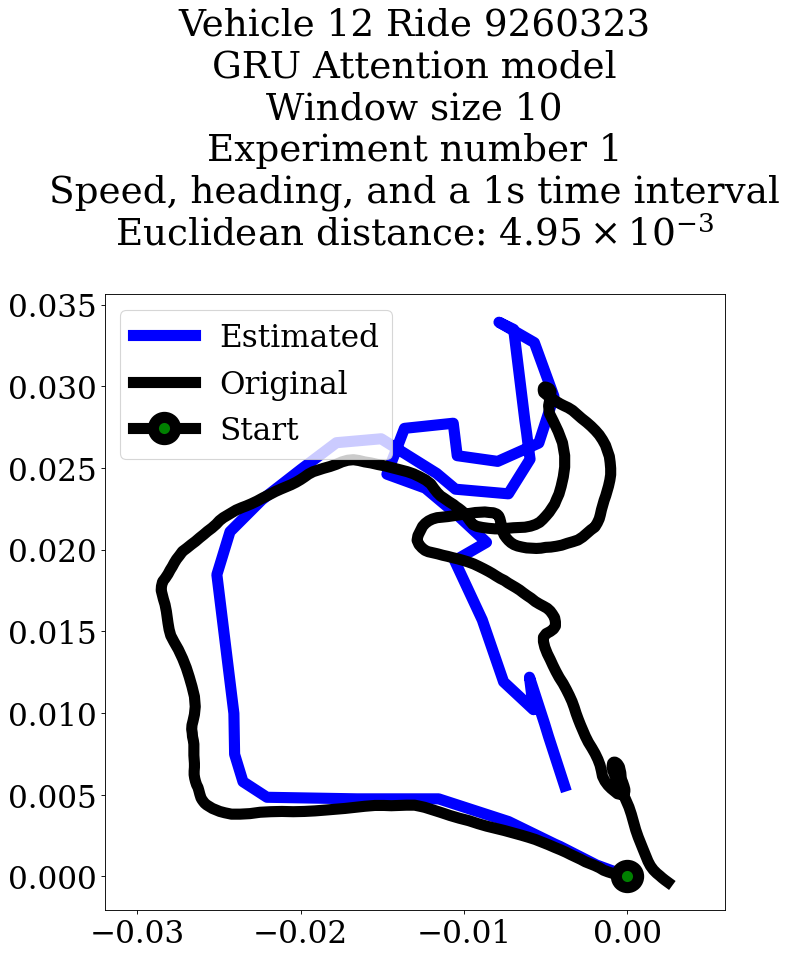 Vehicle 12 Ride 9260323
GRU Attention model
Window size 10
Experiment number 1
Speed, heading, and a 1s time interval
Euclidean distance: 4.95 × 10⁻³
0.035
0.030
0.025
0.020
0.015
0.010
0.005
0.000
Estimated
Original
Start
−0.03
−0.02
−0.01
0.00